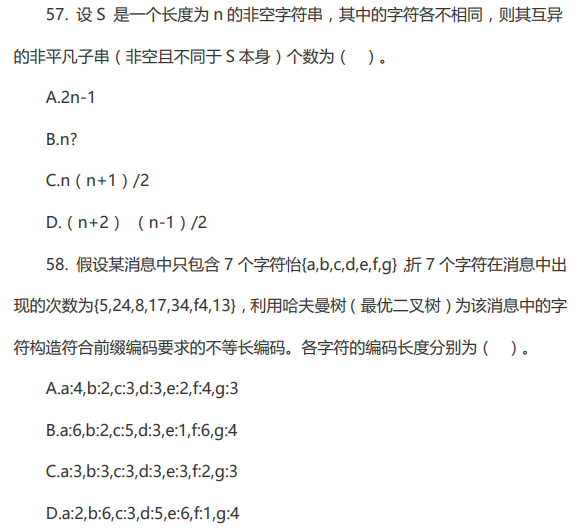 57. 设 S 是一个长度为 n 的非空字符串，其中的字符各不相同，则其互异
的非平凡子串（非空且不同于 S 本身）个数为（ ）。
A.2n-1
B.n?
C.n（n+1）/2
D.（n+2）（n-1）/2
58. 假设某消息中只包含 7 个字符怡{a,b,c,d,e,f,g} ,折 7 个字符在消息中出
现的次数为{5,24,8,17,34,f4,13}，利用哈夫曼树（最优二叉树）为该消息中的字
符构造符合前缀编码要求的不等长编码。各字符的编码长度分别为（ ）。
A.a:4,b:2,c:3,d:3,e:2,f:4,g:3
B.a:6,b:2,c:5,d:3,e:1,f:6,g:4
C.a:3,b:3,c:3,d:3,e:3,f:2,g:3
D.a:2,b:6,c:3,d:5,e:6,f:1,g:4